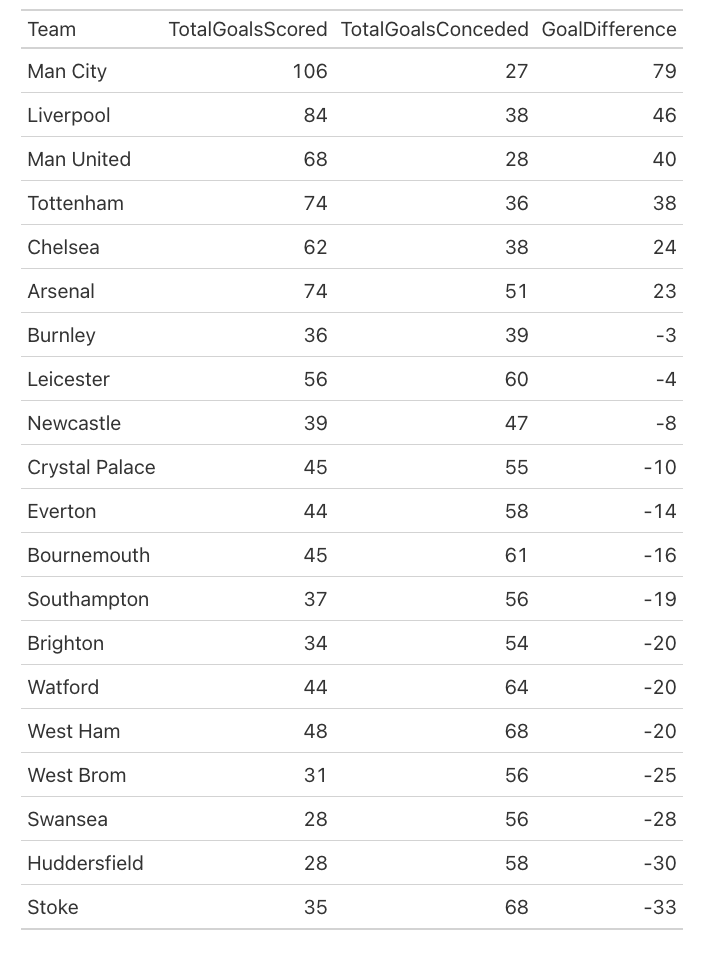 Team TotalGoalsScored TotalGoalsConceded GoalDifference
Man City 106 27 79
Liverpool 84 38 46
Man United 68 28 40
Tottenham 74 36 38
Chelsea 62 38 24
Arsenal 74 51 23
Burnley 36 39 -3
Leicester 56 60 -4
Newcastle 39 47 -8
Crystal Palace 45 55 -10
Everton 44 58 -14
Bournemouth 45 61 -16
Southampton 37 56 -19
Brighton 34 54 -20
Watford 44 64 -20
West Ham 48 68 -20
West Brom 31 56 -25
Swansea 28 56 -28
Huddersfield 28 58 -30
Stoke 35 68 -33